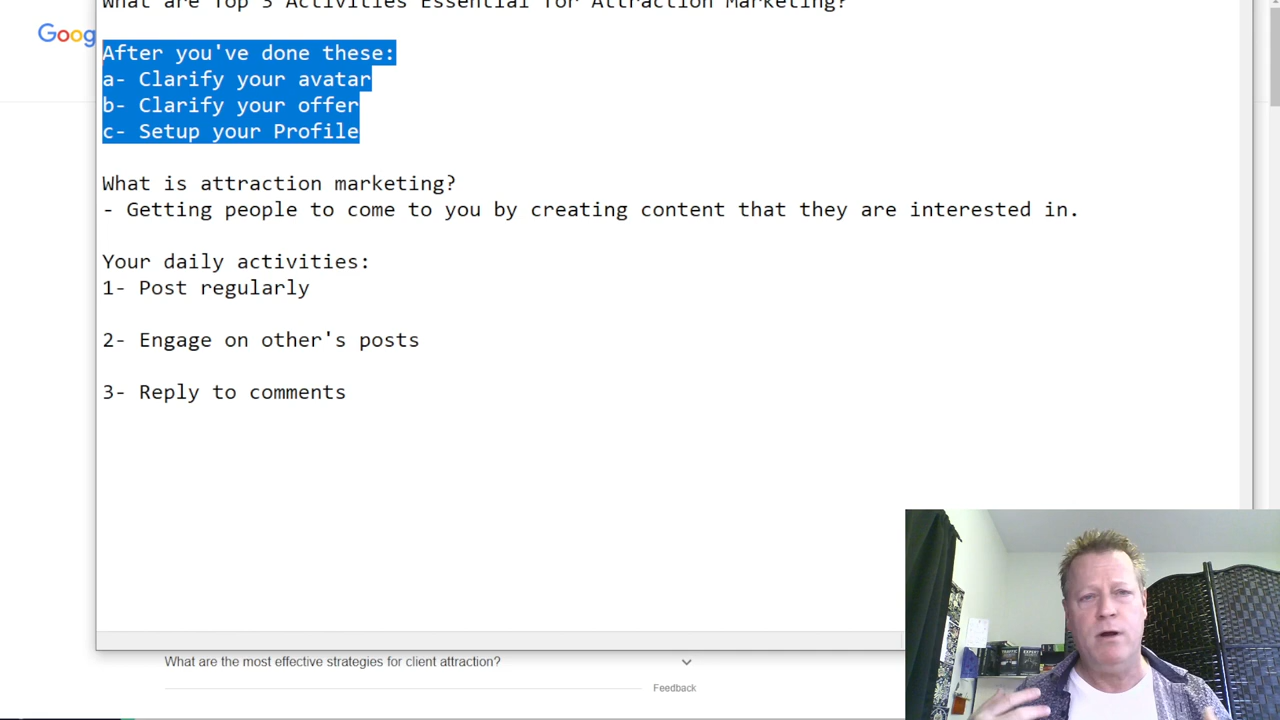 What are Top 3 Activities Essential for Attraction Marketing?
Goog
After you've done these:
a- Clarify your avatar
b- Clarify your offer
c- Setup your Profile
What is attraction marketing?
- Getting people to come to you by creating content that they are interested in.
Your daily activities:
1- Post regularly
2- Engage on other's posts
3- Reply to comments
What are the most effective strategies for client attraction?
Feedback